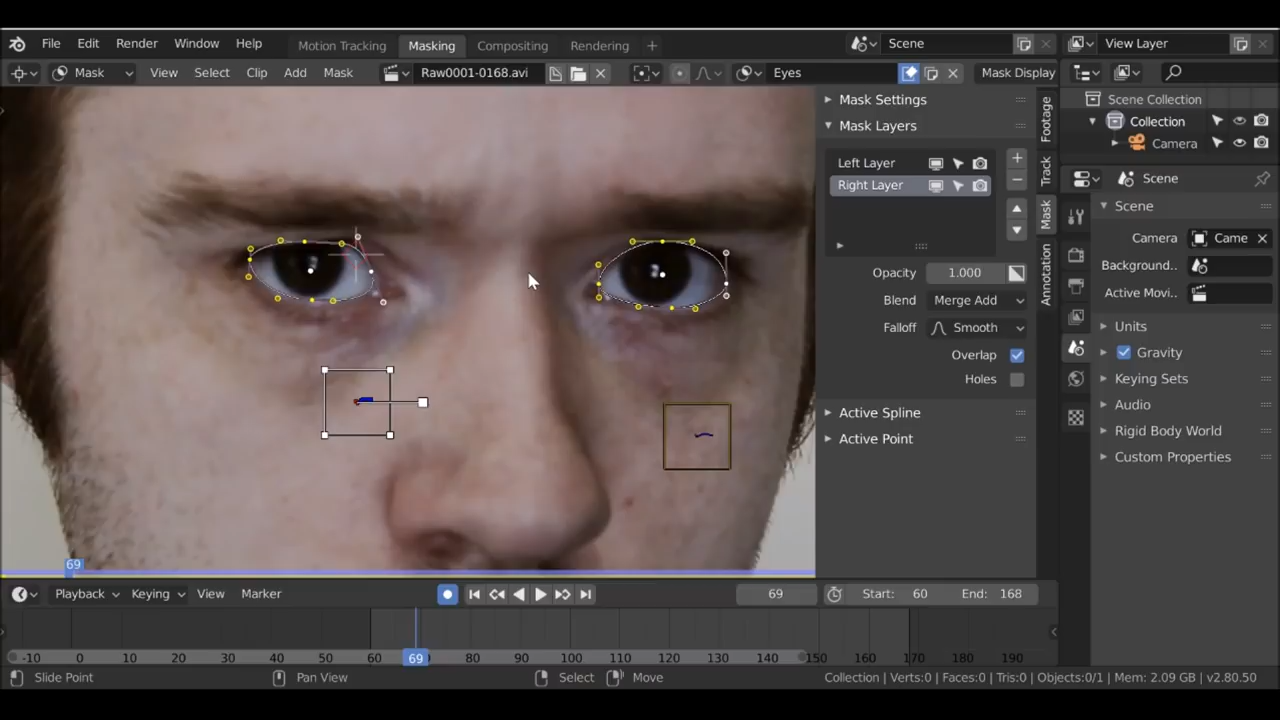 File Edit Render Window Help Motion Tracking Masking Compositing Rendering + Scene View Layer
Mask View Select Clip Add Mask Raw0001-0168.avi Eyes Mask Display
Mask Settings
Mask Layers
Left Layer
Right Layer
Opacity 1.000
Blend Merge Add
Falloff Smooth
Overlap
Holes
Active Spline
Active Point
Footage
Track
Mask
Annotation
Scene Collection
Collection
Camera
Scene
Scene
Camera Came
Background..
Active Movi..
Units
Gravity
Keying Sets
Audio
Rigid Body World
Custom Properties
69
Playback Keying View Marker 69 Start: 60 End: 168
-10 0 10 20 30 40 50 60 69 80 90 100 110 120 130 140 150 160 170 180 190
Slide Point Pan View Select Move Collection | Verts:0 | Faces:0 | Tris:0 | Objects:0/1 | Mem: 2.09 GB | v2.80.50